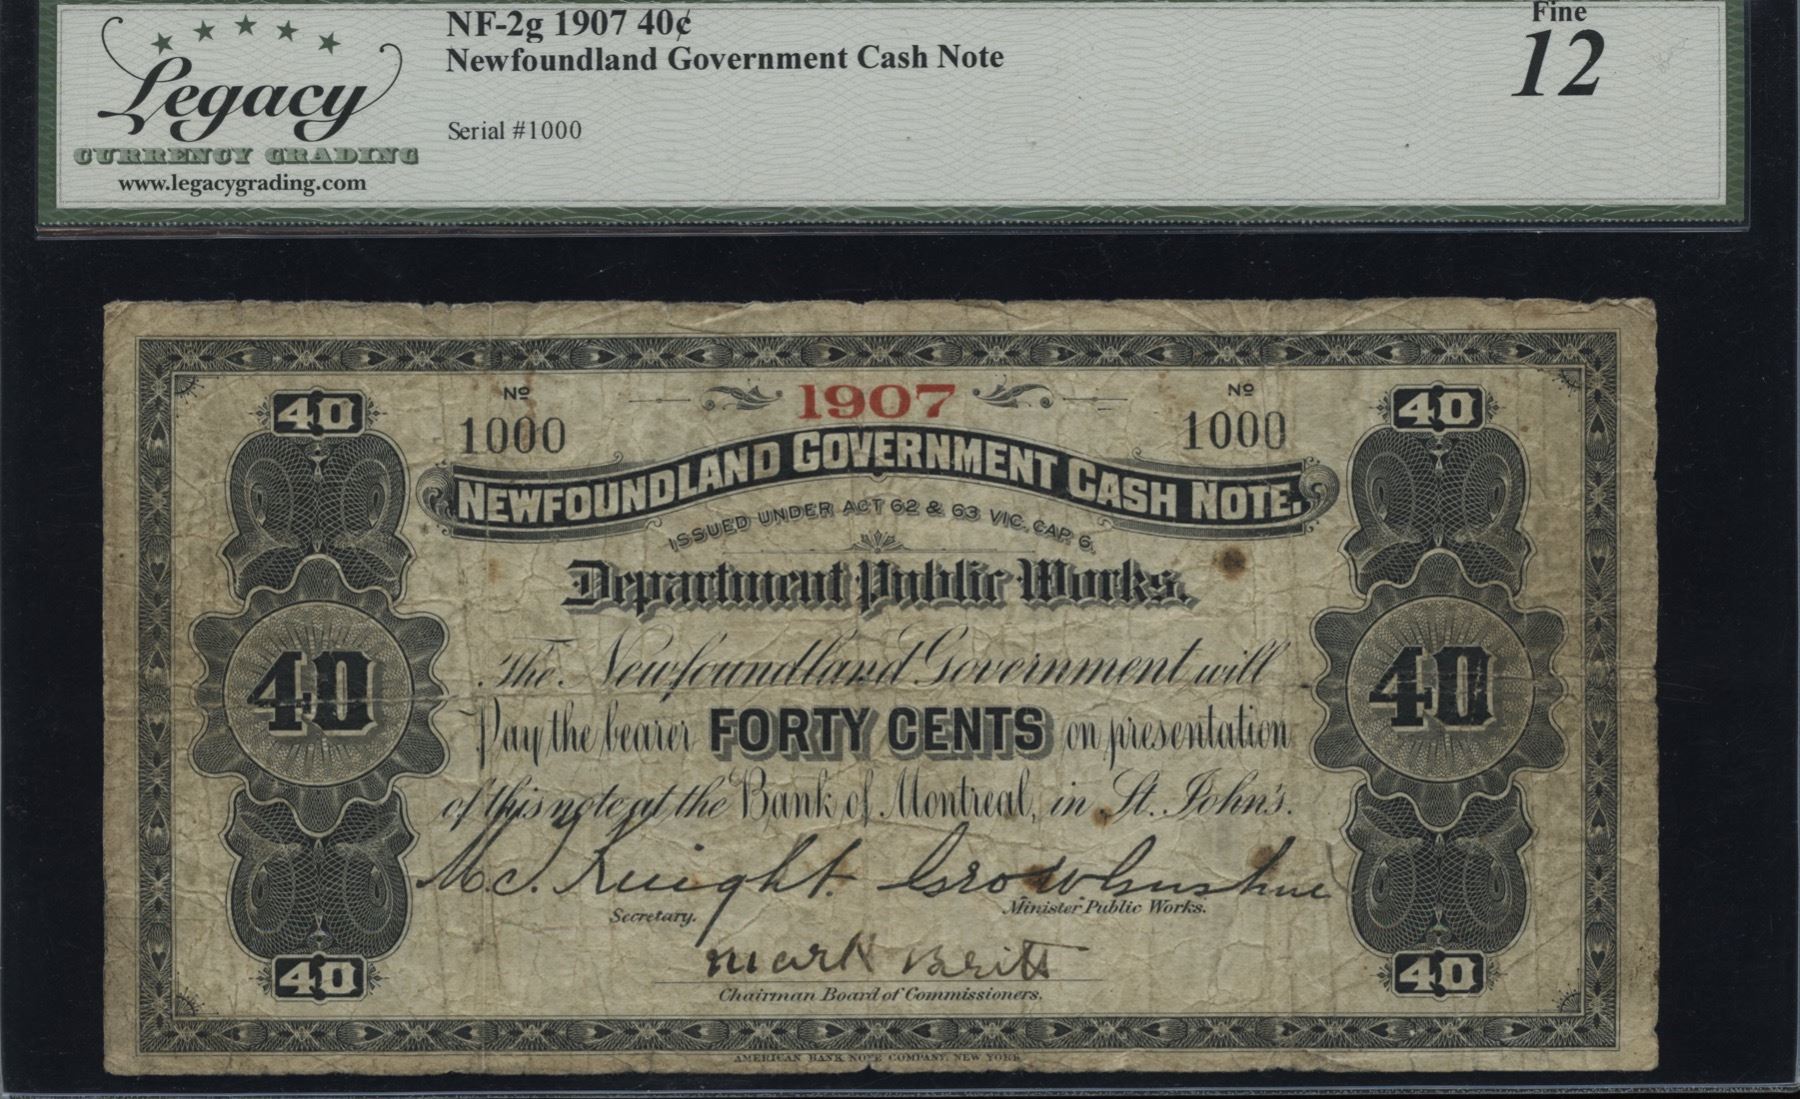 Legacy
CURRENCY GRADING
www.legacygrading.com
NF-2g 1907 40¢
Newfoundland Government Cash Note
Serial #1000
Fine
12
40
Nº
1000
1907
Nº
1000
40
NEWFOUNDLAND GOVERNMENT CASH NOTE.
ISSUED UNDER ACT 62 & 63 VIC. CAP. 6.
Department Public Works.
The Newfoundland Government will
40
Pay the bearer FORTY CENTS on presentation
40
of this note at the Bank of Montreal, in St. John's.
Secretary.
Minister Public Works.
Mark Britt
40
Chairman Board of Commissioners.
40
AMERICAN BANK NOTE COMPANY, NEW YORK